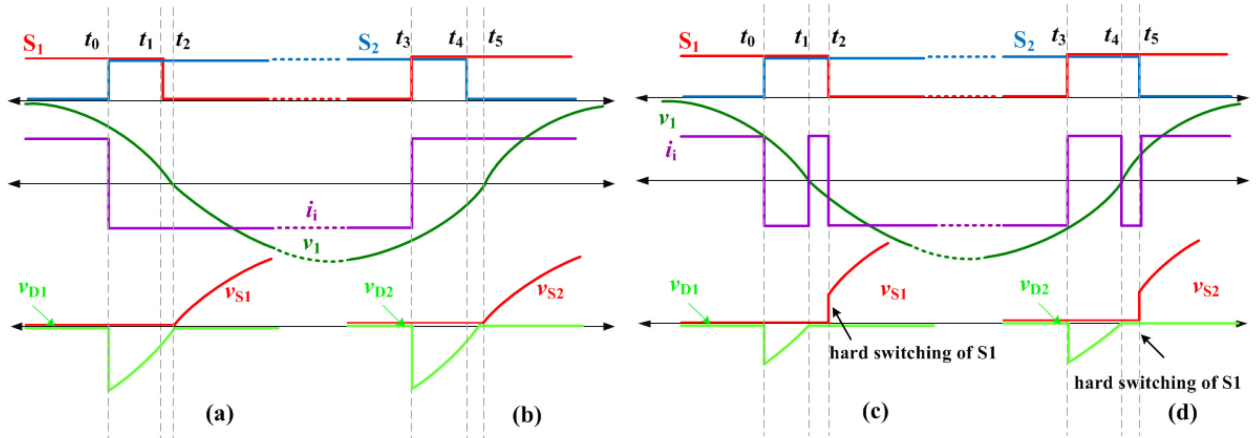 S1 t0 t1 t2 S2 t3 t4 t5
ii
v1
vD1 vS1 vD2 vS2
(a) (b)
S1 t0 t1 t2 S2 t3 t4 t5
v1
ii
vD1 vS1 vD2 vS2
hard switching of S1
hard switching of S1
(c) (d)